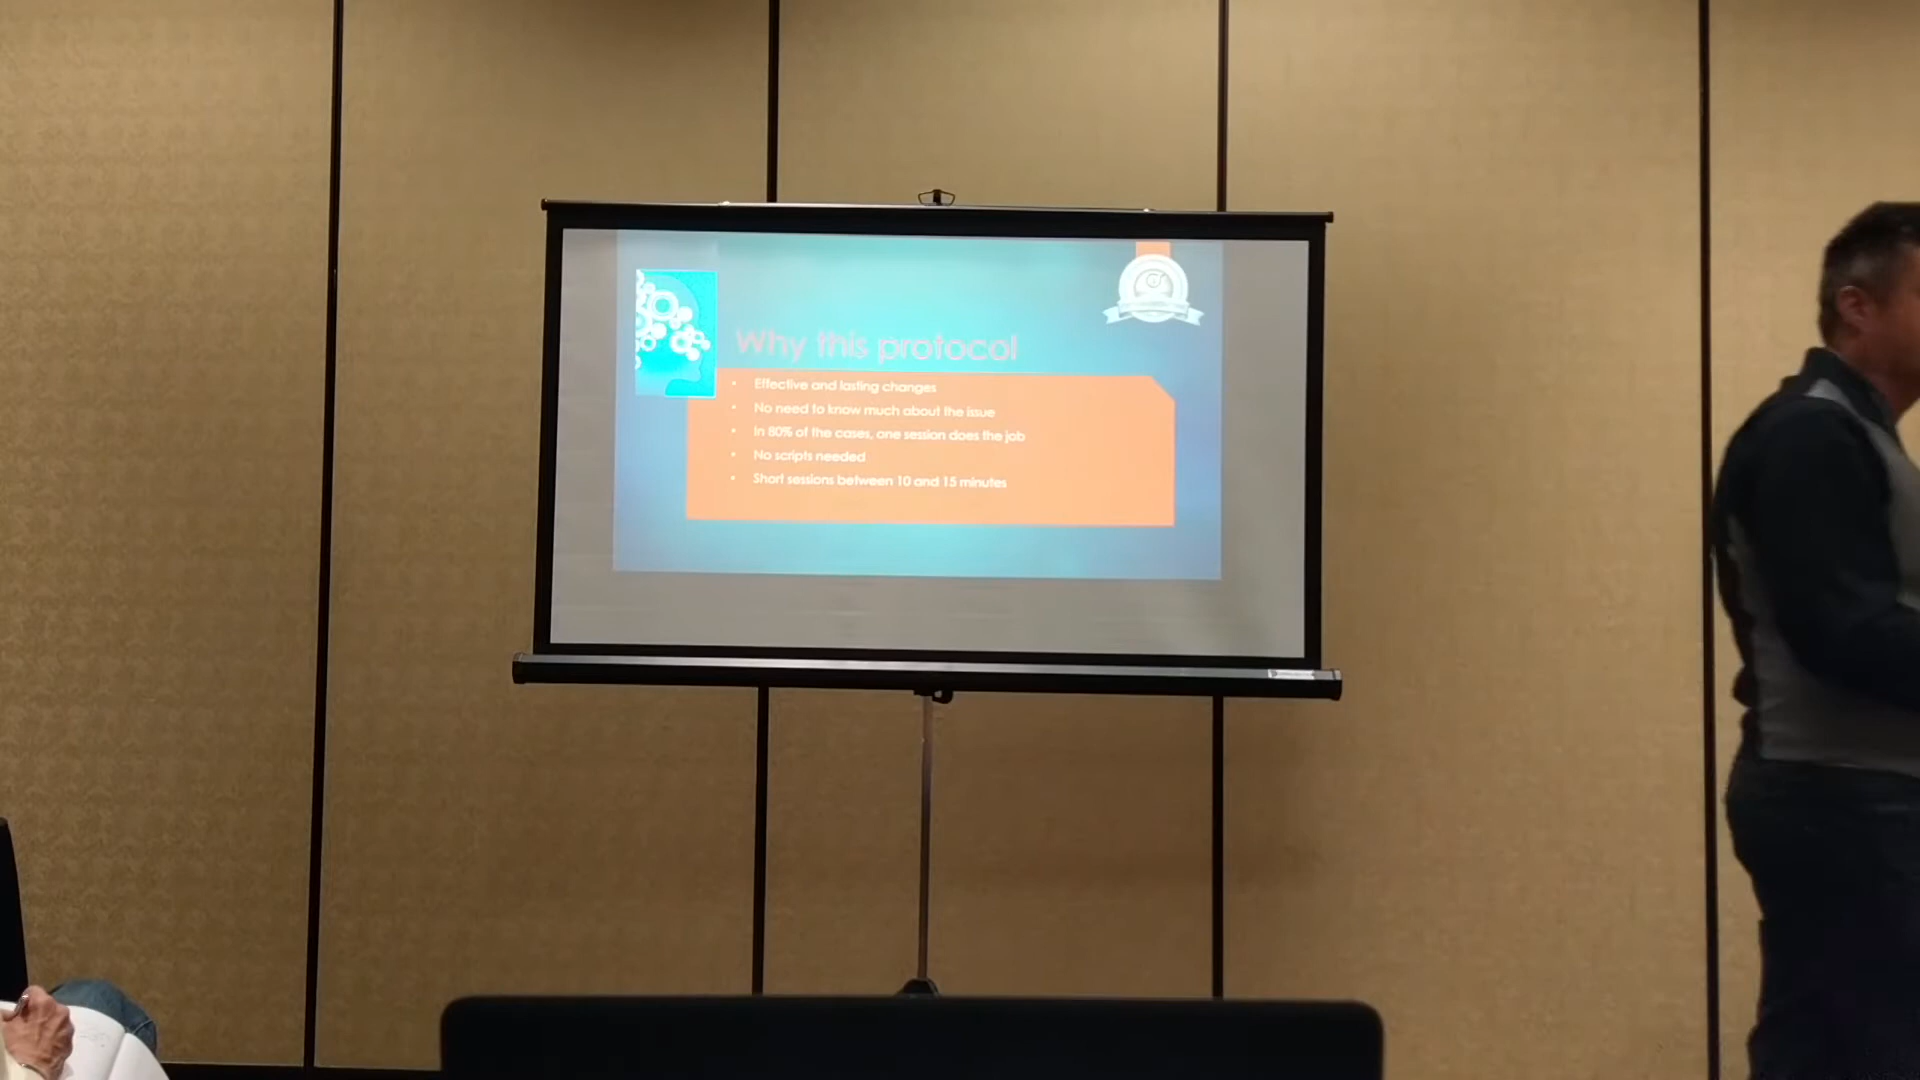 Why this protocol
• Effective and lasting changes
• No need to know much about the issue
• In 80% of the cases, one session does the job
• No scripts needed
• Short sessions between 10 and 15 minutes